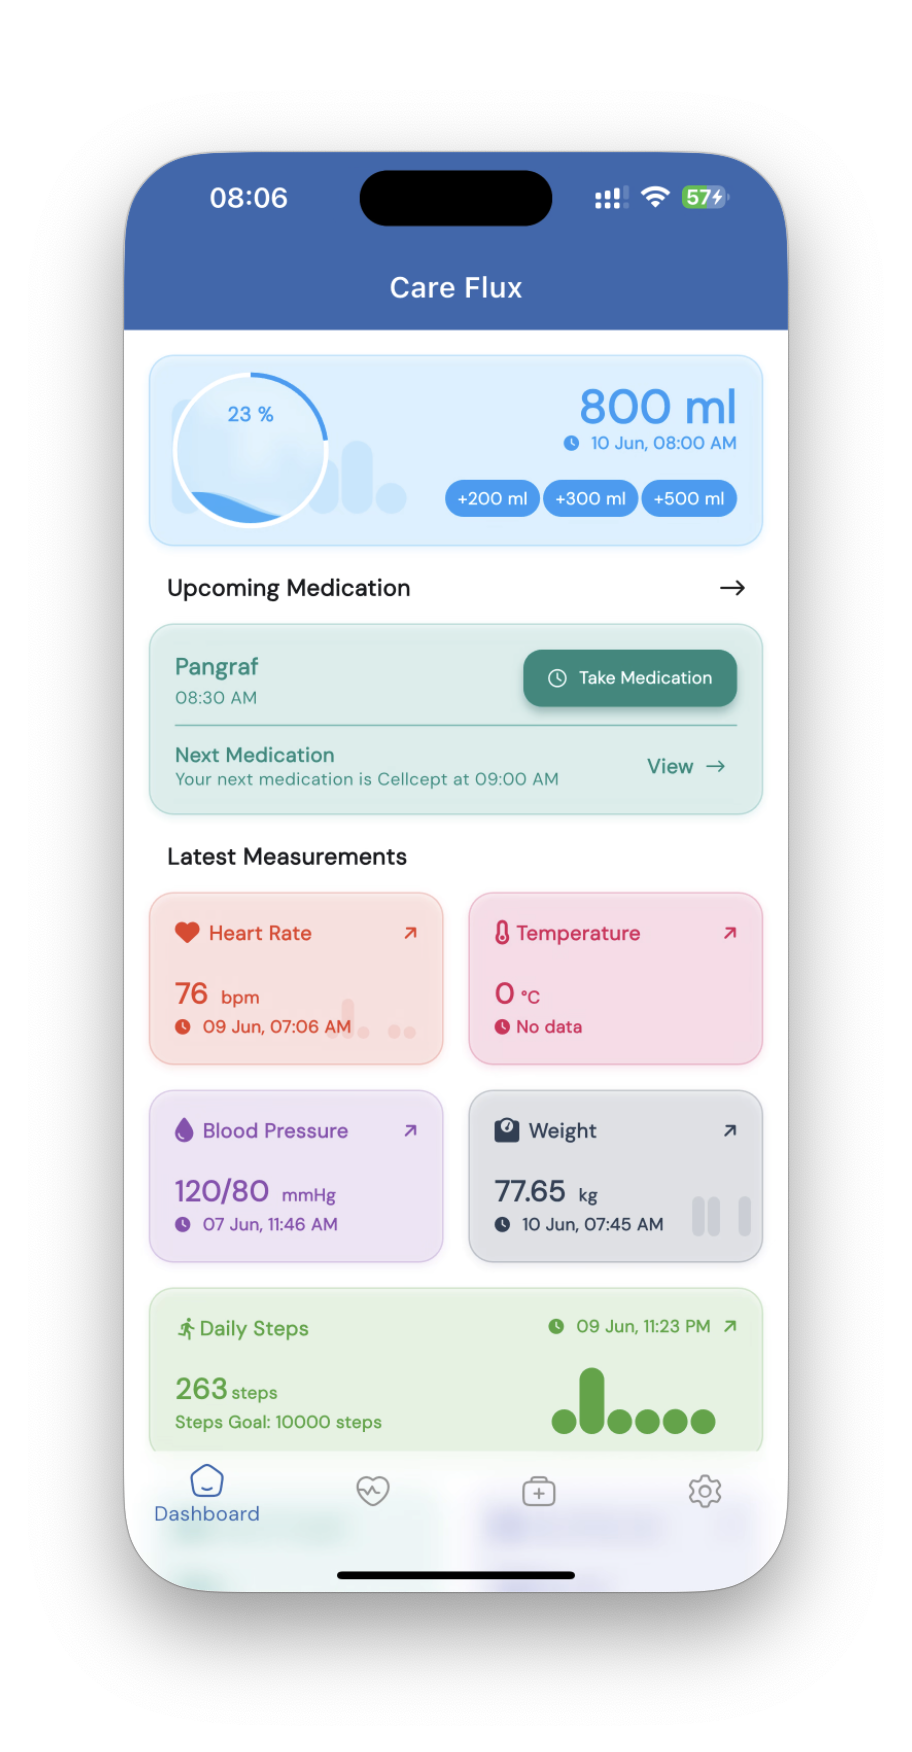 08:06
57
Care Flux
23 %
800 ml
10 Jun, 08:00 AM
+200 ml +300 ml +500 ml
Upcoming Medication
Pangraf
08:30 AM
Take Medication
Next Medication
Your next medication is Cellcept at 09:00 AM
View
Latest Measurements
Heart Rate
76 bpm
09 Jun, 07:06 AM
Temperature
0 °C
No data
Blood Pressure
120/80 mmHg
07 Jun, 11:46 AM
Weight
77.65 kg
10 Jun, 07:45 AM
Daily Steps
09 Jun, 11:23 PM
263 steps
Steps Goal: 10000 steps
Dashboard